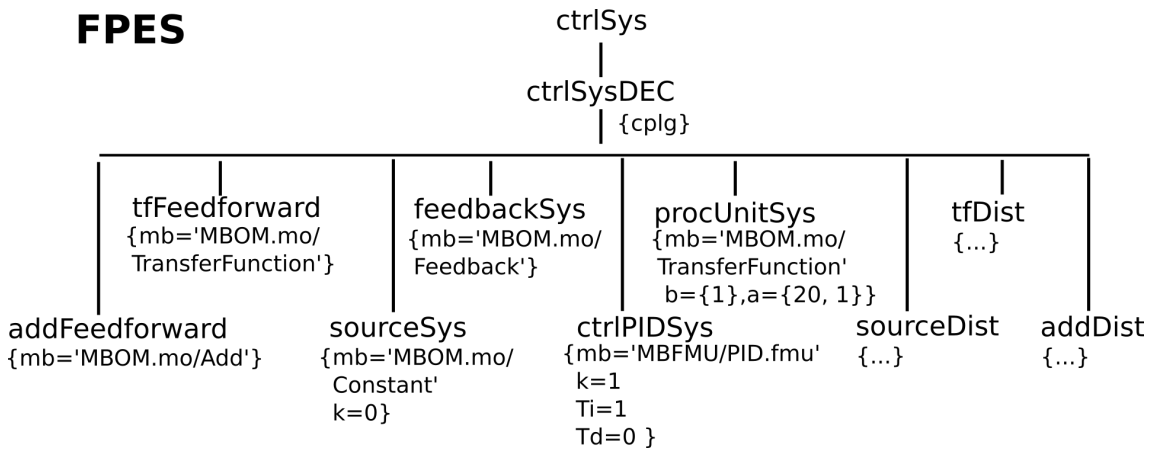 FPES
ctrlSys
ctrlSysDEC
{cplg}
tfFeedforward
{mb='MBOM.mo/
TransferFunction'}
feedbackSys
{mb='MBOM.mo/
Feedback'}
procUnitSys
{mb='MBOM.mo/
TransferFunction'
b={1},a={20, 1}}
tfDist
{...}
addFeedforward
{mb='MBOM.mo/Add'}
sourceSys
{mb='MBOM.mo/
Constant'
k=0}
ctrlPIDSys
{mb='MBFMU/PID.fmu'
k=1
Ti=1
Td=0 }
sourceDist
{...}
addDist
{...}